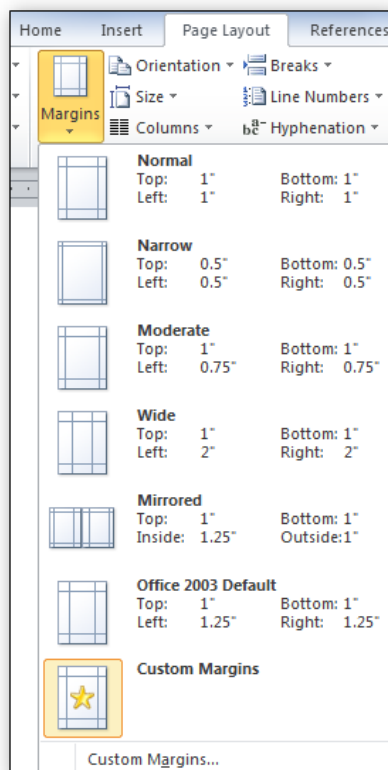 Home Insert Page Layout References
Orientation Breaks
Size Line Numbers
Margins
Columns Hyphenation
Normal
Top: 1" Bottom: 1"
Left: 1" Right: 1"
Narrow
Top: 0.5" Bottom: 0.5"
Left: 0.5" Right: 0.5"
Moderate
Top: 1" Bottom: 1"
Left: 0.75" Right: 0.75"
Wide
Top: 1" Bottom: 1"
Left: 2" Right: 2"
Mirrored
Top: 1" Bottom: 1"
Inside: 1.25" Outside:1"
Office 2003 Default
Top: 1" Bottom: 1"
Left: 1.25" Right: 1.25"
Custom Margins
Custom Margins...